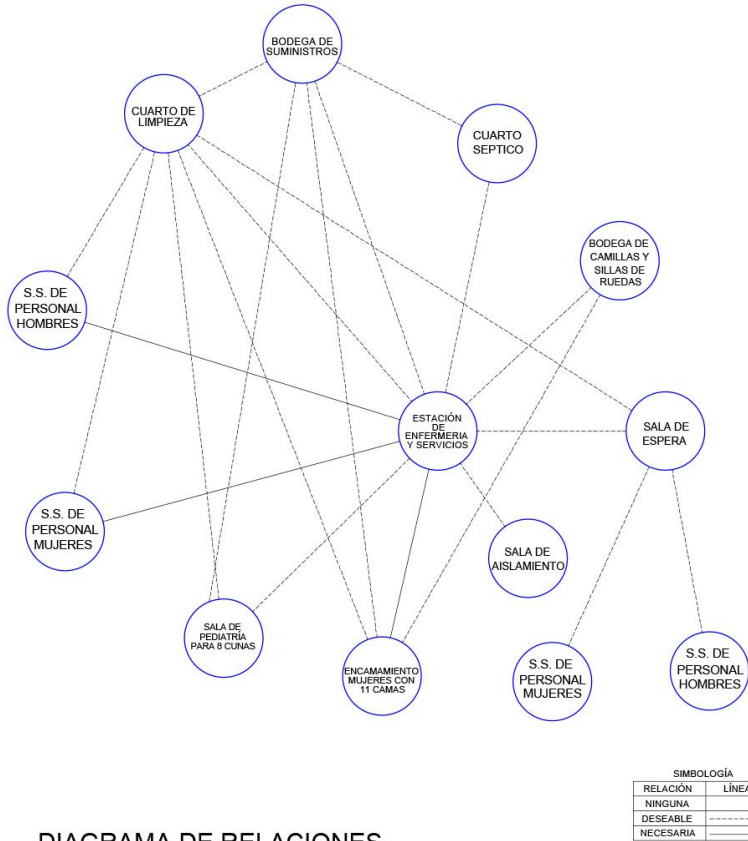 BODEGA DE
SUMINISTROS
CUARTO DE
LIMPIEZA
CUARTO
SEPTICO
BODEGA DE
CAMILLAS Y
SILLAS DE
RUEDAS
S.S. DE
PERSONAL
HOMBRES
ESTACIÓN
DE
ENFERMERIA
Y SERVICIOS
SALA DE
ESPERA
S.S. DE
PERSONAL
MUJERES
SALA DE
AISLAMIENTO
SALA DE
PEDIATRÍA
PARA 8 CUNAS
ENCAMAMIENTO
MUJERES CON
11 CAMAS
S.S. DE
PERSONAL
MUJERES
S.S. DE
PERSONAL
HOMBRES
SIMBOLOGÍA
RELACIÓN LÍNEA
NINGUNA
DESEABLE
NECESARIA
DIAGRAMA DE RELACIONES